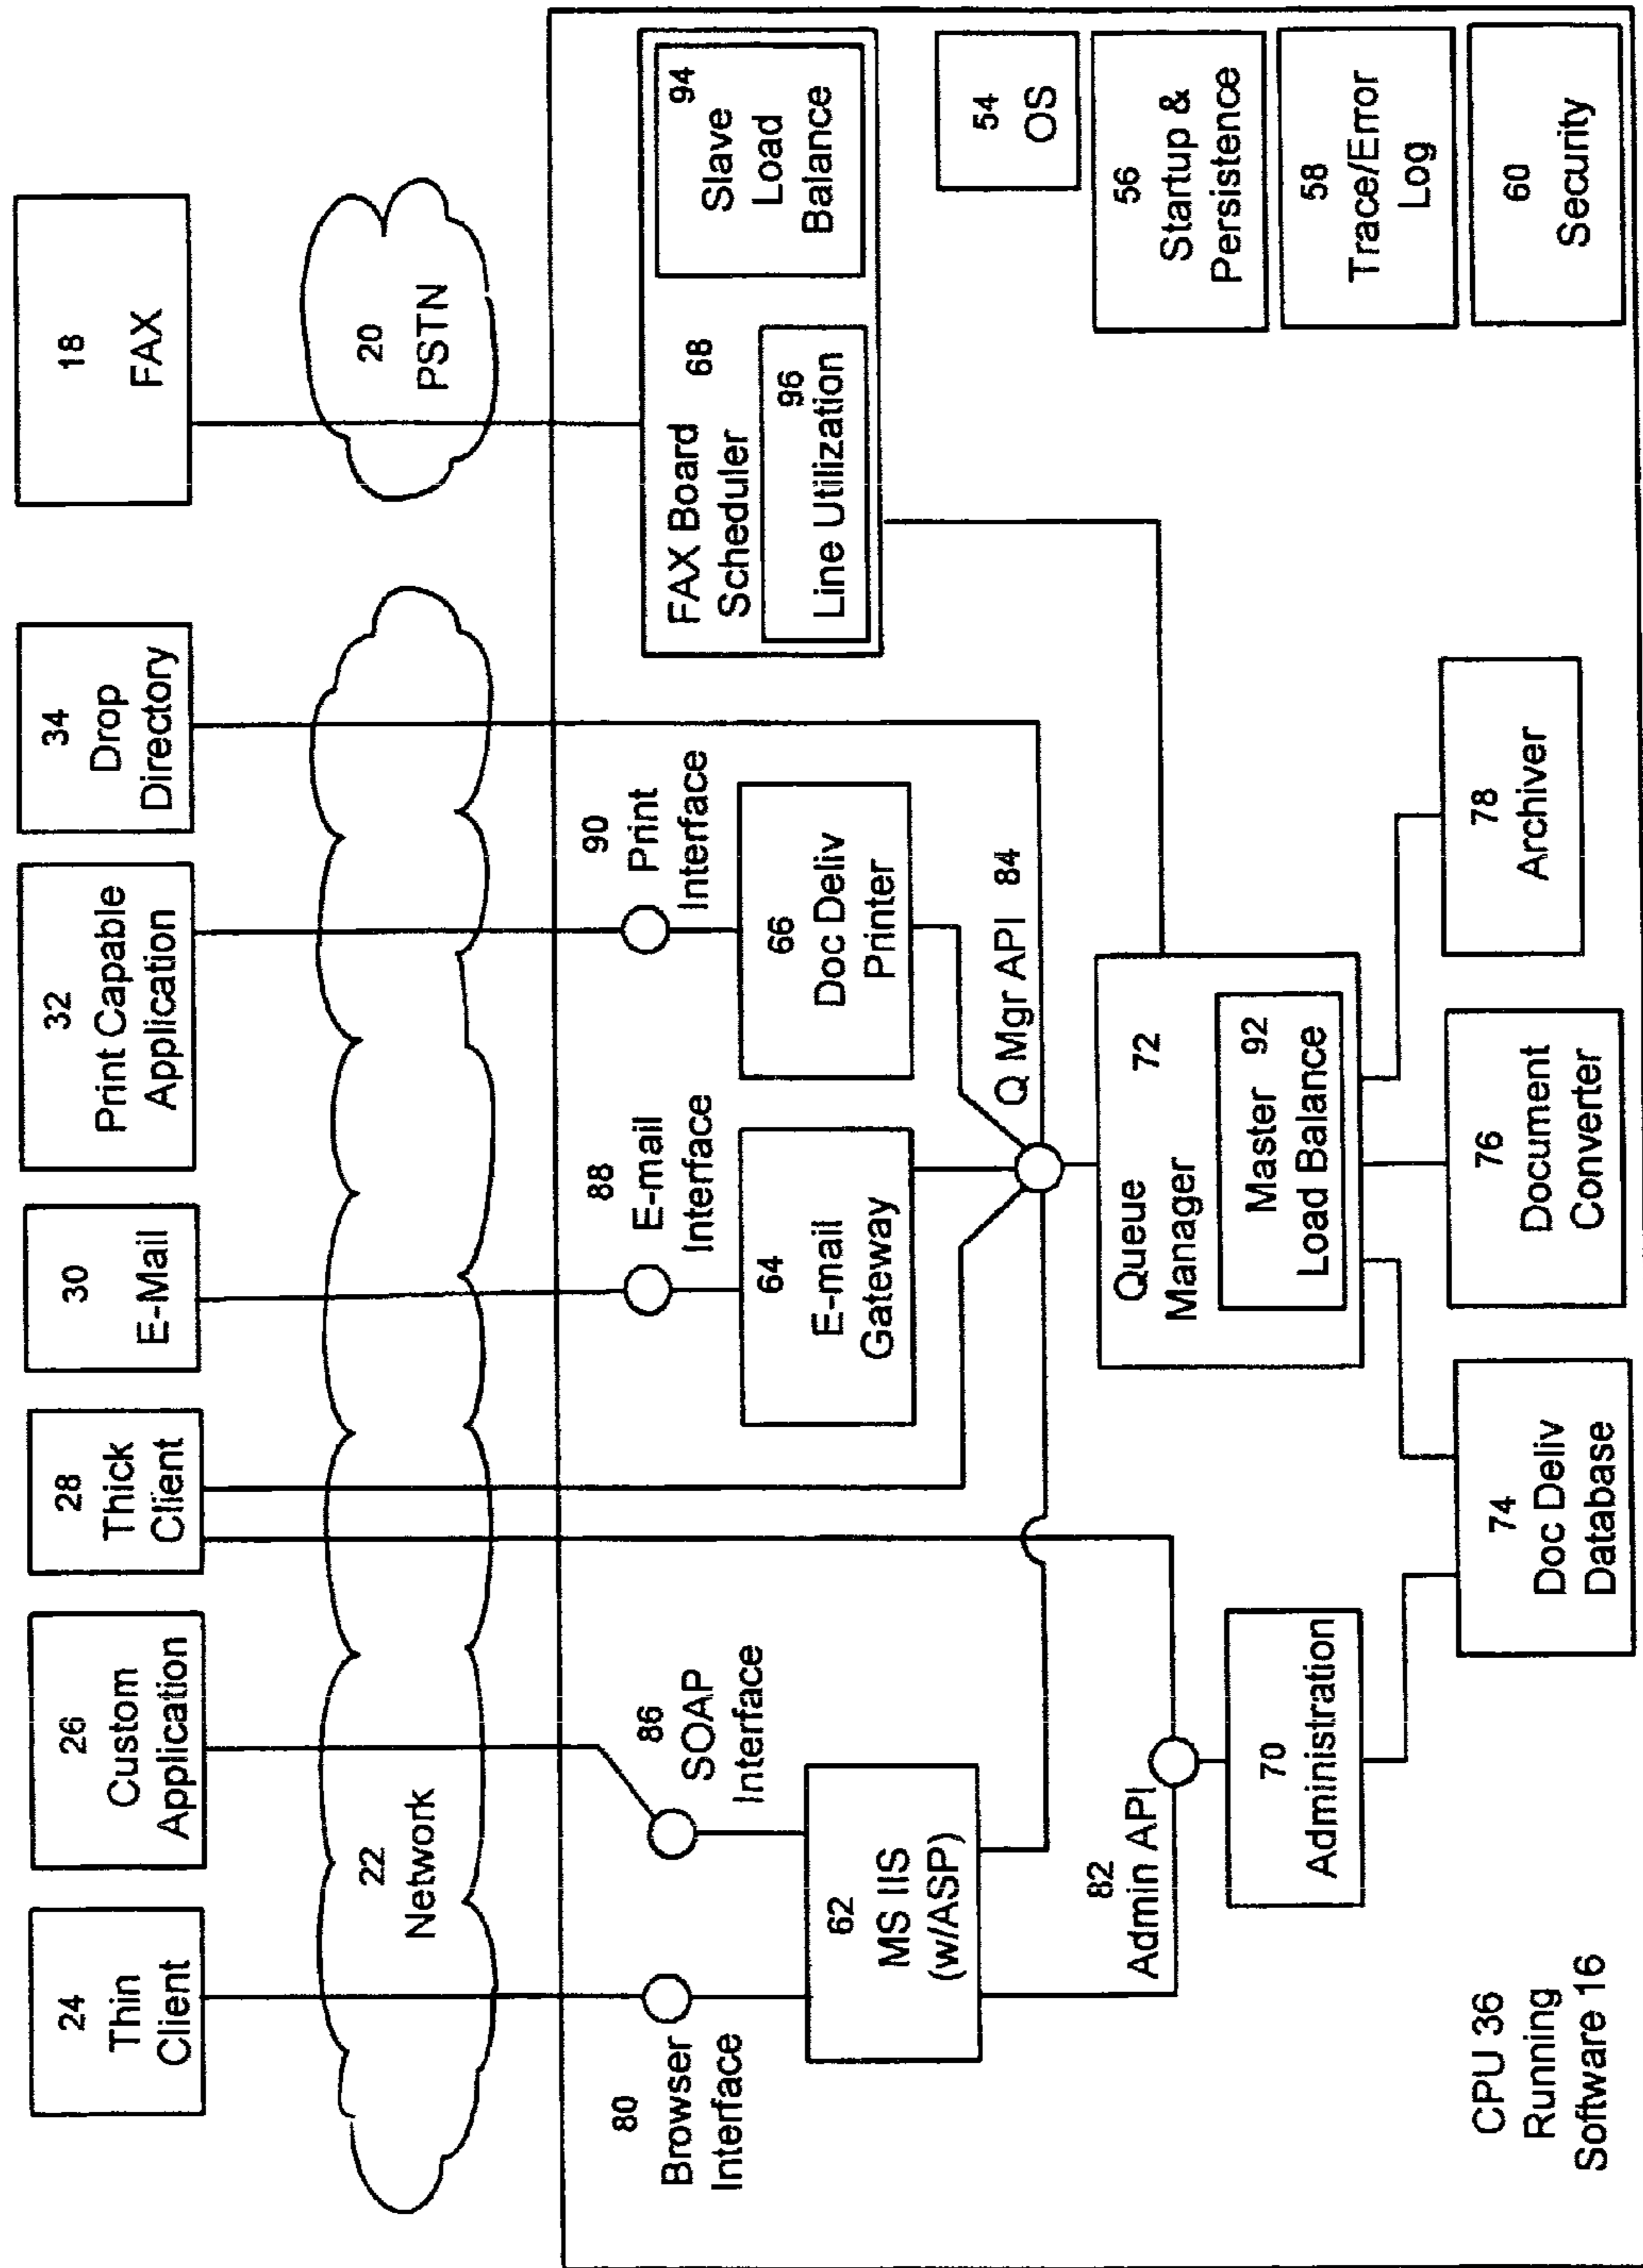 24
Thin
Client
26
Custom
Application
28
Thick
Client
30
E-Mail
32
Print Capable
Application
34
Drop
Directory
18
FAX
22
Network
20
PSTN
80
Browser
Interface
86
SOAP
Interface
88
E-mail
Interface
90
Print
Interface
62
MS IIS
(w/ASP)
64
E-mail
Gateway
66
Doc Deliv
Printer
FAX Board 68
Scheduler
96
Line Utilization
94
Slave
Load
Balance
82
Admin API
Q Mgr API 84
70
Administration
Queue 72
Manager
Master 92
Load Balance
54
OS
56
Startup &
Persistence
58
Trace/Error
Log
60
Security
74
Doc Deliv
Database
76
Document
Converter
78
Archiver
CPU 36
Running
Software 16